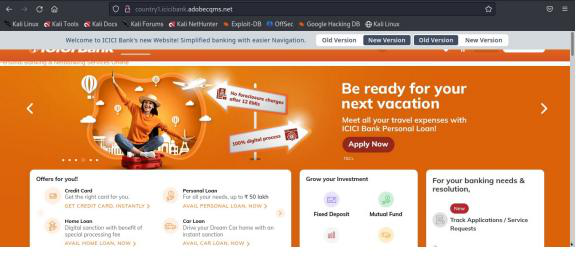 country1.icicibank.adobecqms.net
Kali Linux Kali Tools Kali Docs Kali Forums Kali NetHunter Exploit-DB OffSec Google Hacking DB Kali Linux
Welcome to ICICI Bank's new Website! Simplified banking with easier Navigation. Old Version New Version Old Version New Version
ICICI Bank
Personal Banking & Netbanking Services Online
No foreclosure charges
after 12 EMIs
100% digital process
Be ready for your
next vacation
Meet all your travel expenses with
ICICI Bank Personal Loan!
Apply Now
T&C's
Offers for you!!
Credit Card
Get the right card for you.
GET CREDIT CARD, INSTANTLY >
Personal Loan
For all your needs, up to ₹ 50 lakh
AVAIL PERSONAL LOAN, NOW >
Home Loan
Digital sanction with benefit of
special processing fee
AVAIL HOME LOAN, NOW >
Car Loan
Drive your Dream Car home with an
instant sanction
AVAIL CAR LOAN, NOW >
Grow your Investment
Fixed Deposit
Mutual Fund
For your banking needs &
resolution,
New
Track Applications / Service
Requests